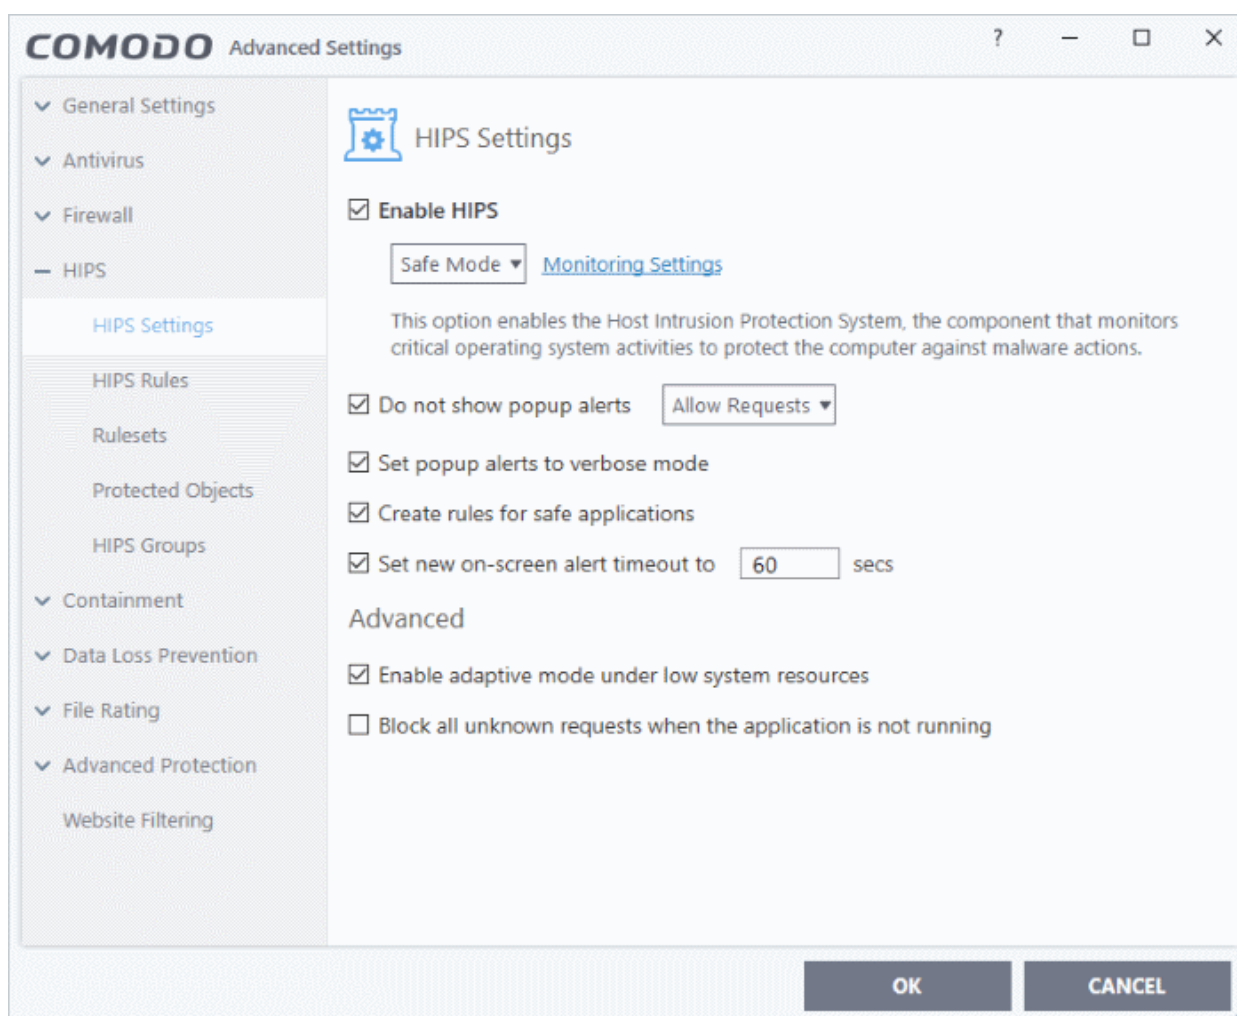 COMODO Advanced Settings ?
General Settings
Antivirus
Firewall
HIPS
HIPS Settings
HIPS Rules
Rulesets
Protected Objects
HIPS Groups
Containment
Data Loss Prevention
File Rating
Advanced Protection
Website Filtering
HIPS Settings
Enable HIPS
Safe Mode Monitoring Settings
This option enables the Host Intrusion Protection System, the component that monitors
critical operating system activities to protect the computer against malware actions.
Do not show popup alerts Allow Requests
Set popup alerts to verbose mode
Create rules for safe applications
Set new on-screen alert timeout to 60 secs
Advanced
Enable adaptive mode under low system resources
Block all unknown requests when the application is not running
OK CANCEL